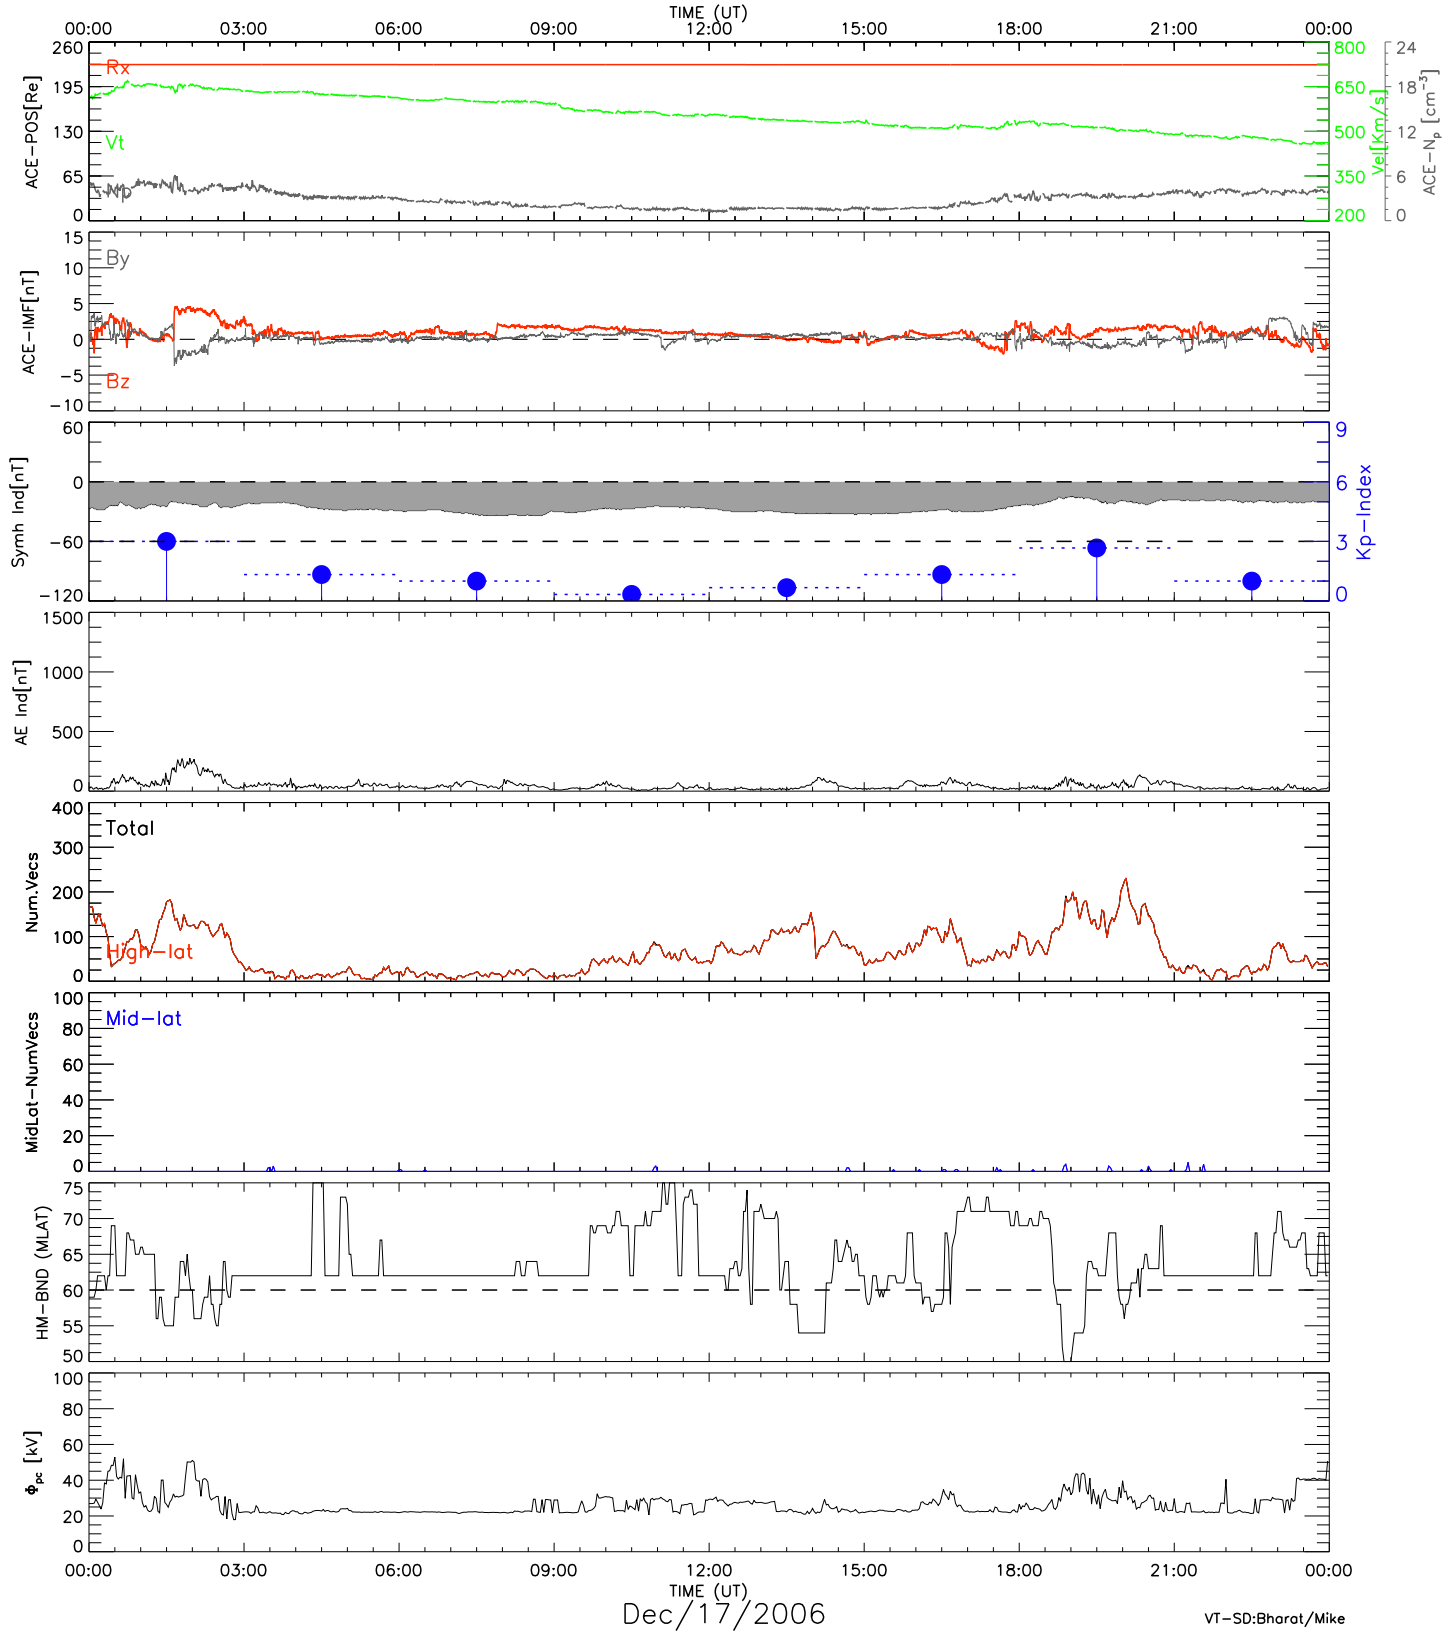 TIME (UT)
00:00 03:00 06:00 09:00 12:00 15:00 18:00 21:00 00:00
ACE-POS[Re]
260
195
130
65
0
Rx
Vt
Np
800
650
500
350
200
Vel[Km/s]
24
18
12
6
0
ACE-Np [cm-3]
ACE-IMF[nT]
15
10
5
0
-5
-10
By
Bz
Symh Ind[nT]
60
0
-60
-120
9
6
3
0
Kp-Index
AE Ind[nT]
1500
1000
500
0
Num.Vecs
400
300
200
100
0
Total
High-lat
MidLat-NumVecs
100
80
60
40
20
0
Mid-lat
HM-BND (MLAT)
75
70
65
60
55
50
Φpc [kV]
100
80
60
40
20
0
00:00 03:00 06:00 09:00 12:00 15:00 18:00 21:00 00:00
TIME (UT)
Dec/17/2006
VT-SD:Bharat/Mike